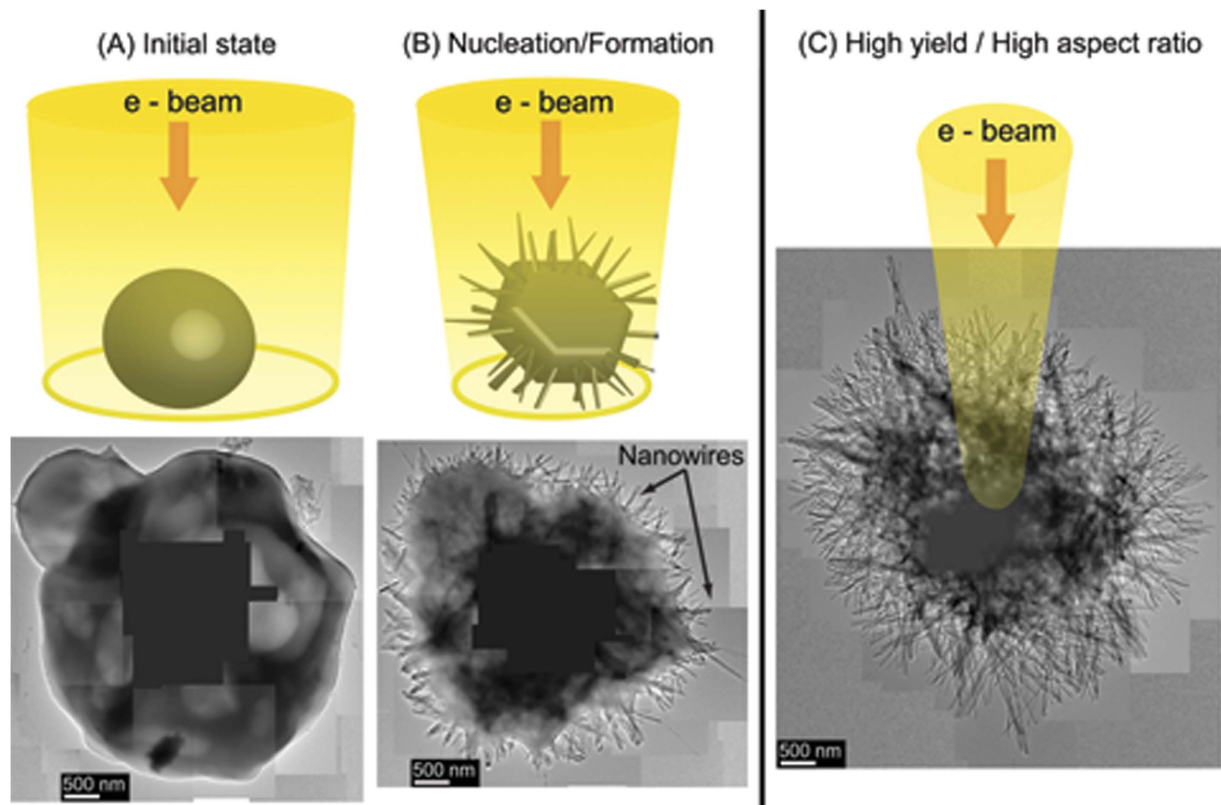 (A) Initial state
(B) Nucleation/Formation
(C) High yield / High aspect ratio
e - beam
e - beam
e - beam
Nanowires
500 nm
500 nm
500 nm